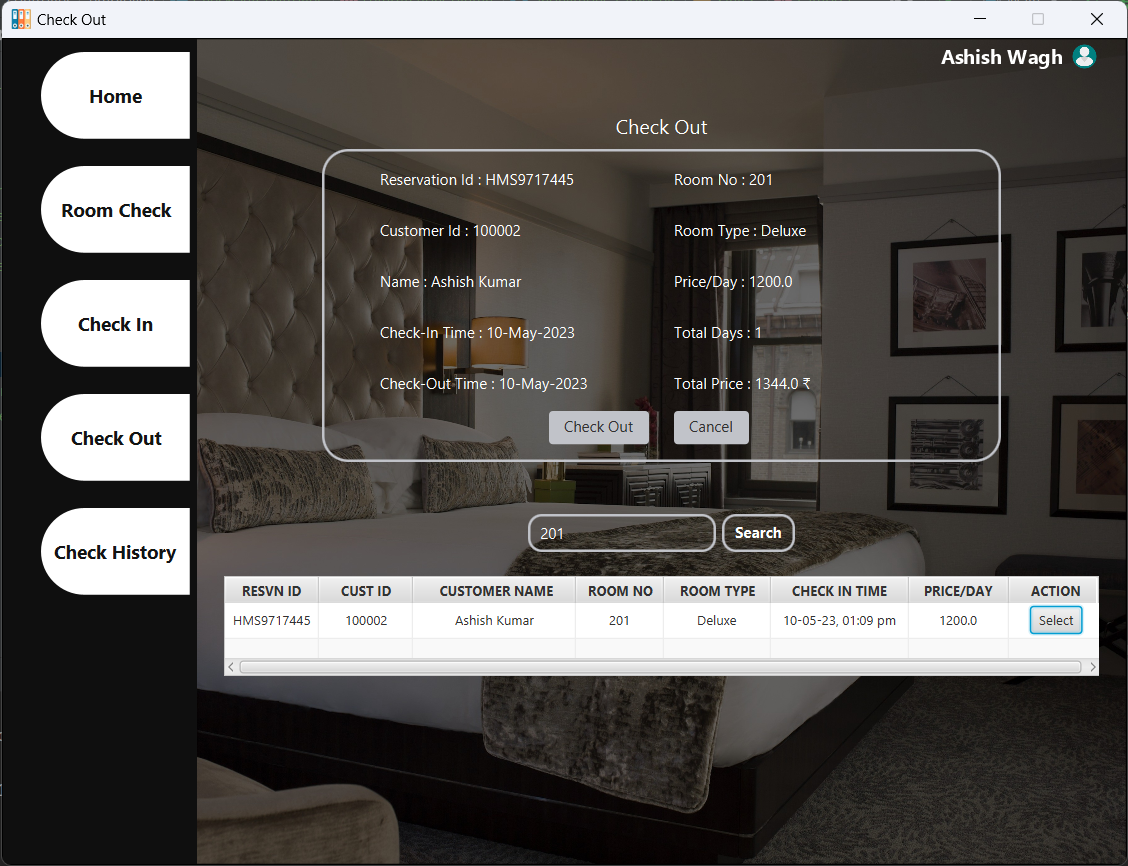 Check Out
Ashish Wagh
Home
Room Check
Check In
Check Out
Check History
Check Out
Reservation Id : HMS9717445
Room No : 201
Customer Id : 100002
Room Type : Deluxe
Name : Ashish Kumar
Price/Day : 1200.0
Check-In Time : 10-May-2023
Total Days : 1
Check-Out Time : 10-May-2023
Total Price : 1344.0 ₹
Check Out Cancel
201 Search
RESVN ID CUST ID CUSTOMER NAME ROOM NO ROOM TYPE CHECK IN TIME PRICE/DAY ACTION
HMS9717445 100002 Ashish Kumar 201 Deluxe 10-05-23, 01:09 pm 1200.0 Select